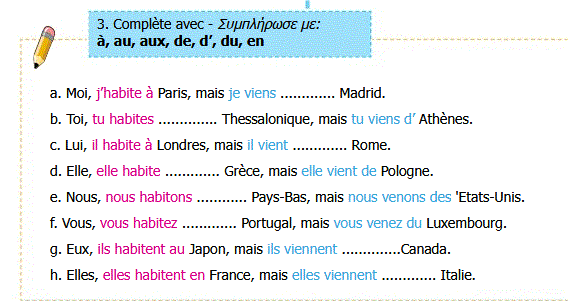 3. Complète avec - Συμπλήρωσε με:
à, au, aux, de, d’, du, en
a. Moi, j’habite à Paris, mais je viens ............. Madrid.
b. Toi, tu habites .............. Thessalonique, mais tu viens d’ Athènes.
c. Lui, il habite à Londres, mais il vient ............. Rome.
d. Elle, elle habite ............. Grèce, mais elle vient de Pologne.
e. Nous, nous habitons ............ Pays-Bas, mais nous venons des 'Etats-Unis.
f. Vous, vous habitez ............. Portugal, mais vous venez du Luxembourg.
g. Eux, ils habitent au Japon, mais ils viennent ..............Canada.
h. Elles, elles habitent en France, mais elles viennent ............. Italie.